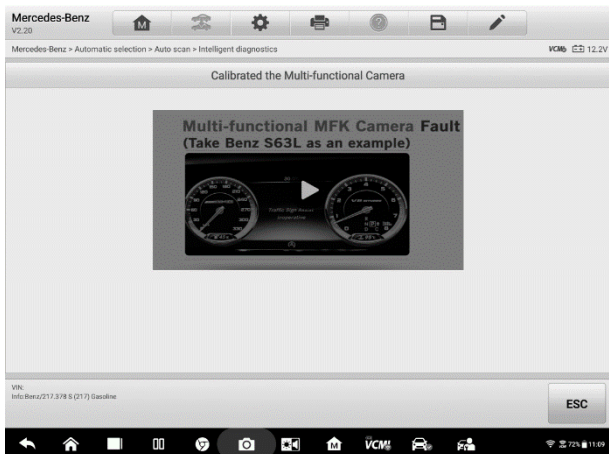 Mercedes-Benz
V2.20
M
Mercedes-Benz > Automatic selection > Auto scan > Intelligent diagnostics
VCMI 12.2V
Calibrated the Multi-functional Camera
Multi-functional MFK Camera Fault
(Take Benz S63L as an example)
Traffic Sign Assist
inoperative
VIN:
Info:Benz/217.378 S (217) Gasoline
ESC
M
VCMI
72% 11:09